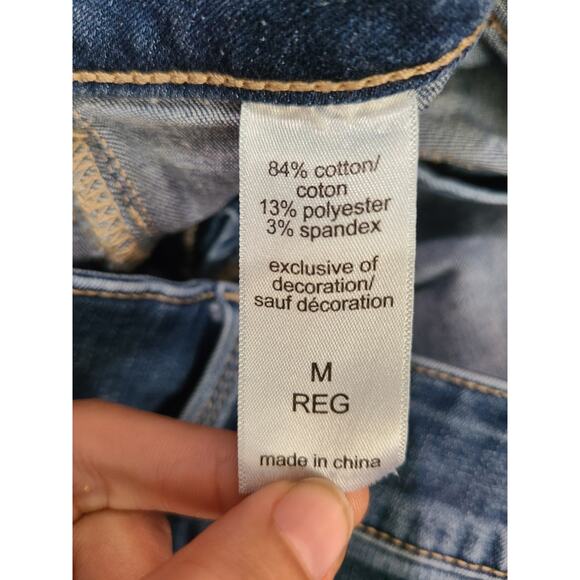 84% cotton/
coton
13% polyester
3% spandex
exclusive of
decoration/
sauf décoration
M
REG
made in china